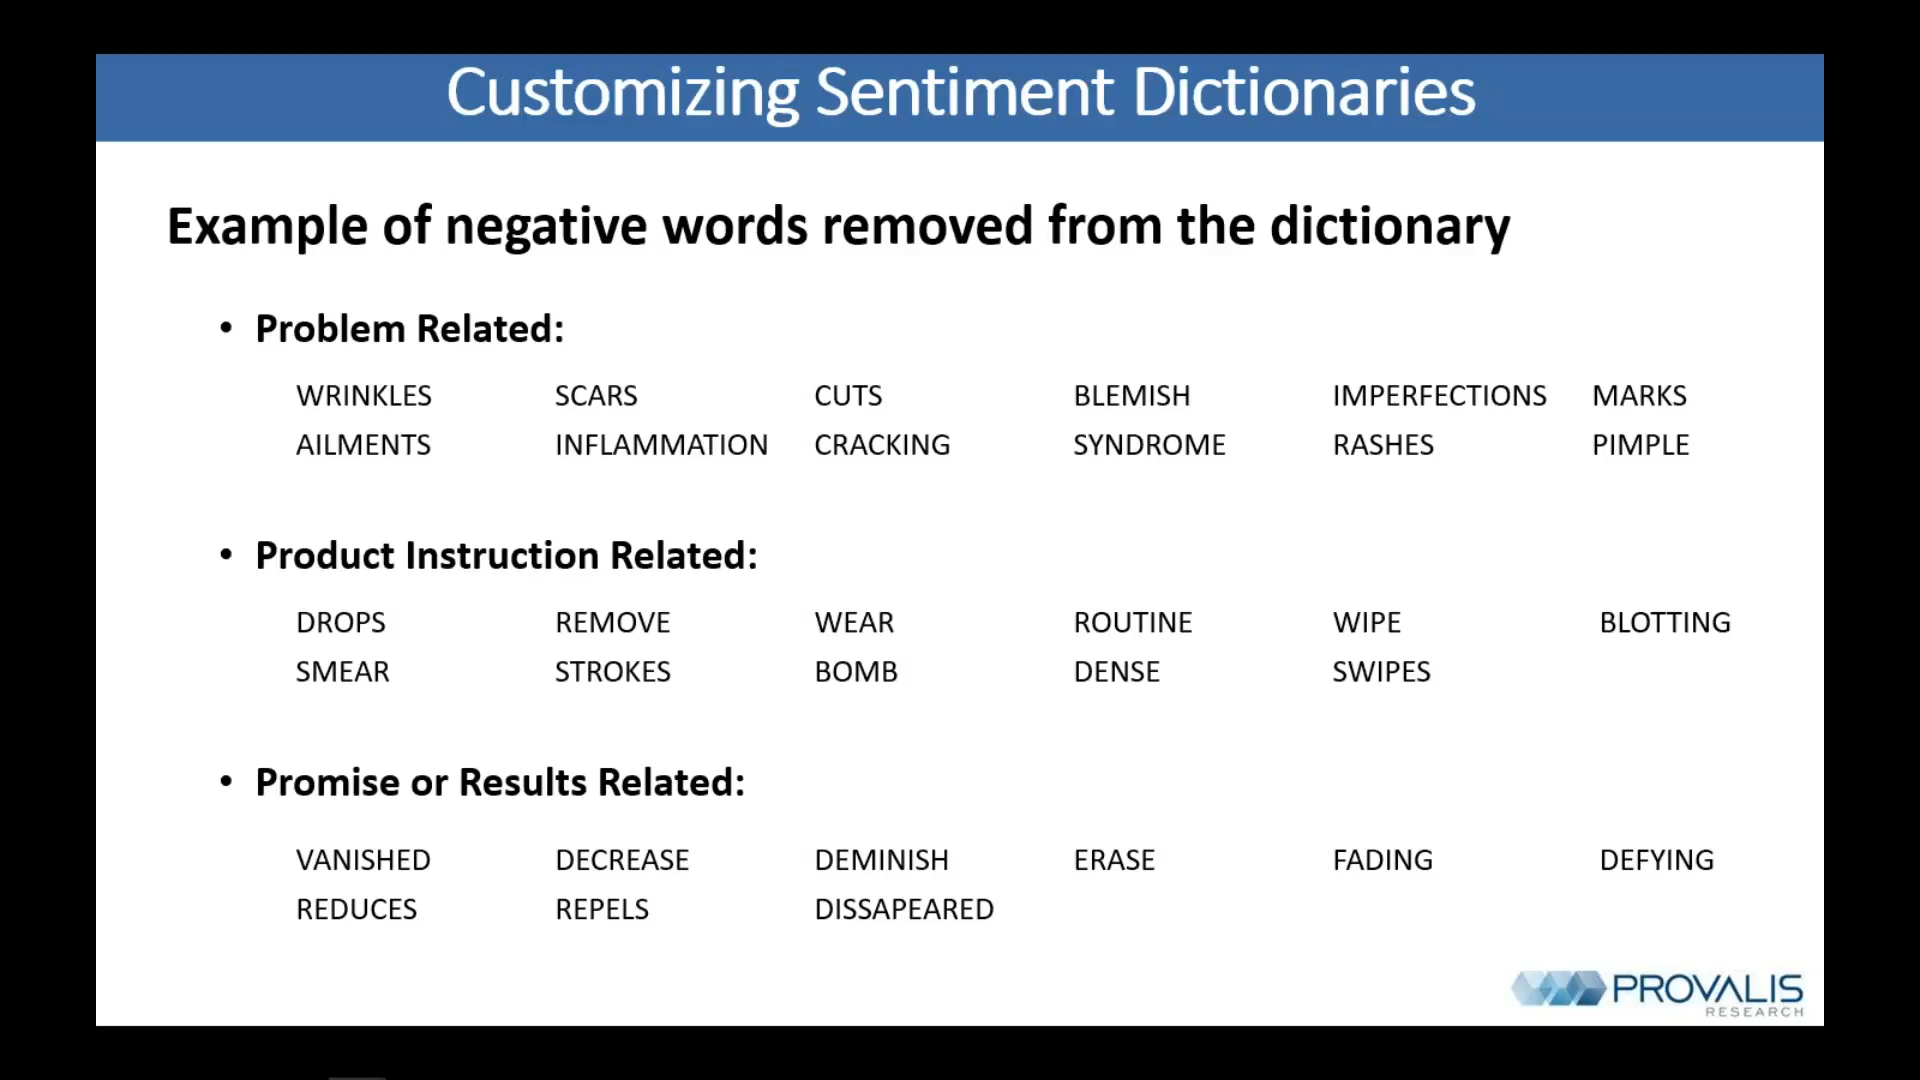 Customizing Sentiment Dictionaries
Example of negative words removed from the dictionary
• Problem Related:
WRINKLES SCARS CUTS BLEMISH IMPERFECTIONS MARKS
AILMENTS INFLAMMATION CRACKING SYNDROME RASHES PIMPLE
• Product Instruction Related:
DROPS REMOVE WEAR ROUTINE WIPE BLOTTING
SMEAR STROKES BOMB DENSE SWIPES
• Promise or Results Related:
VANISHED DECREASE DEMINISH ERASE FADING DEFYING
REDUCES REPELS DISSAPEARED
PROVALIS
RESEARCH